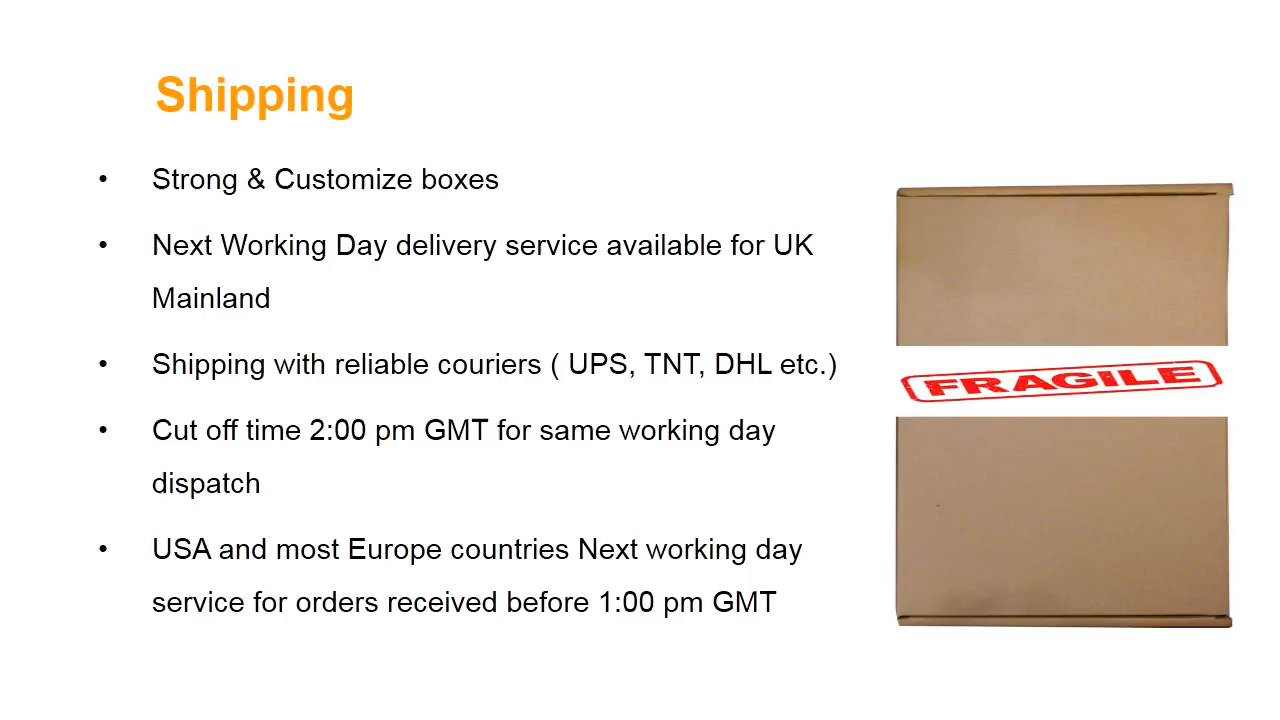 Shipping
• Strong & Customize boxes
• Next Working Day delivery service available for UK
Mainland
• Shipping with reliable couriers ( UPS, TNT, DHL etc.)
• Cut off time 2:00 pm GMT for same working day
dispatch
• USA and most Europe countries Next working day
service for orders received before 1:00 pm GMT
FRAGILE